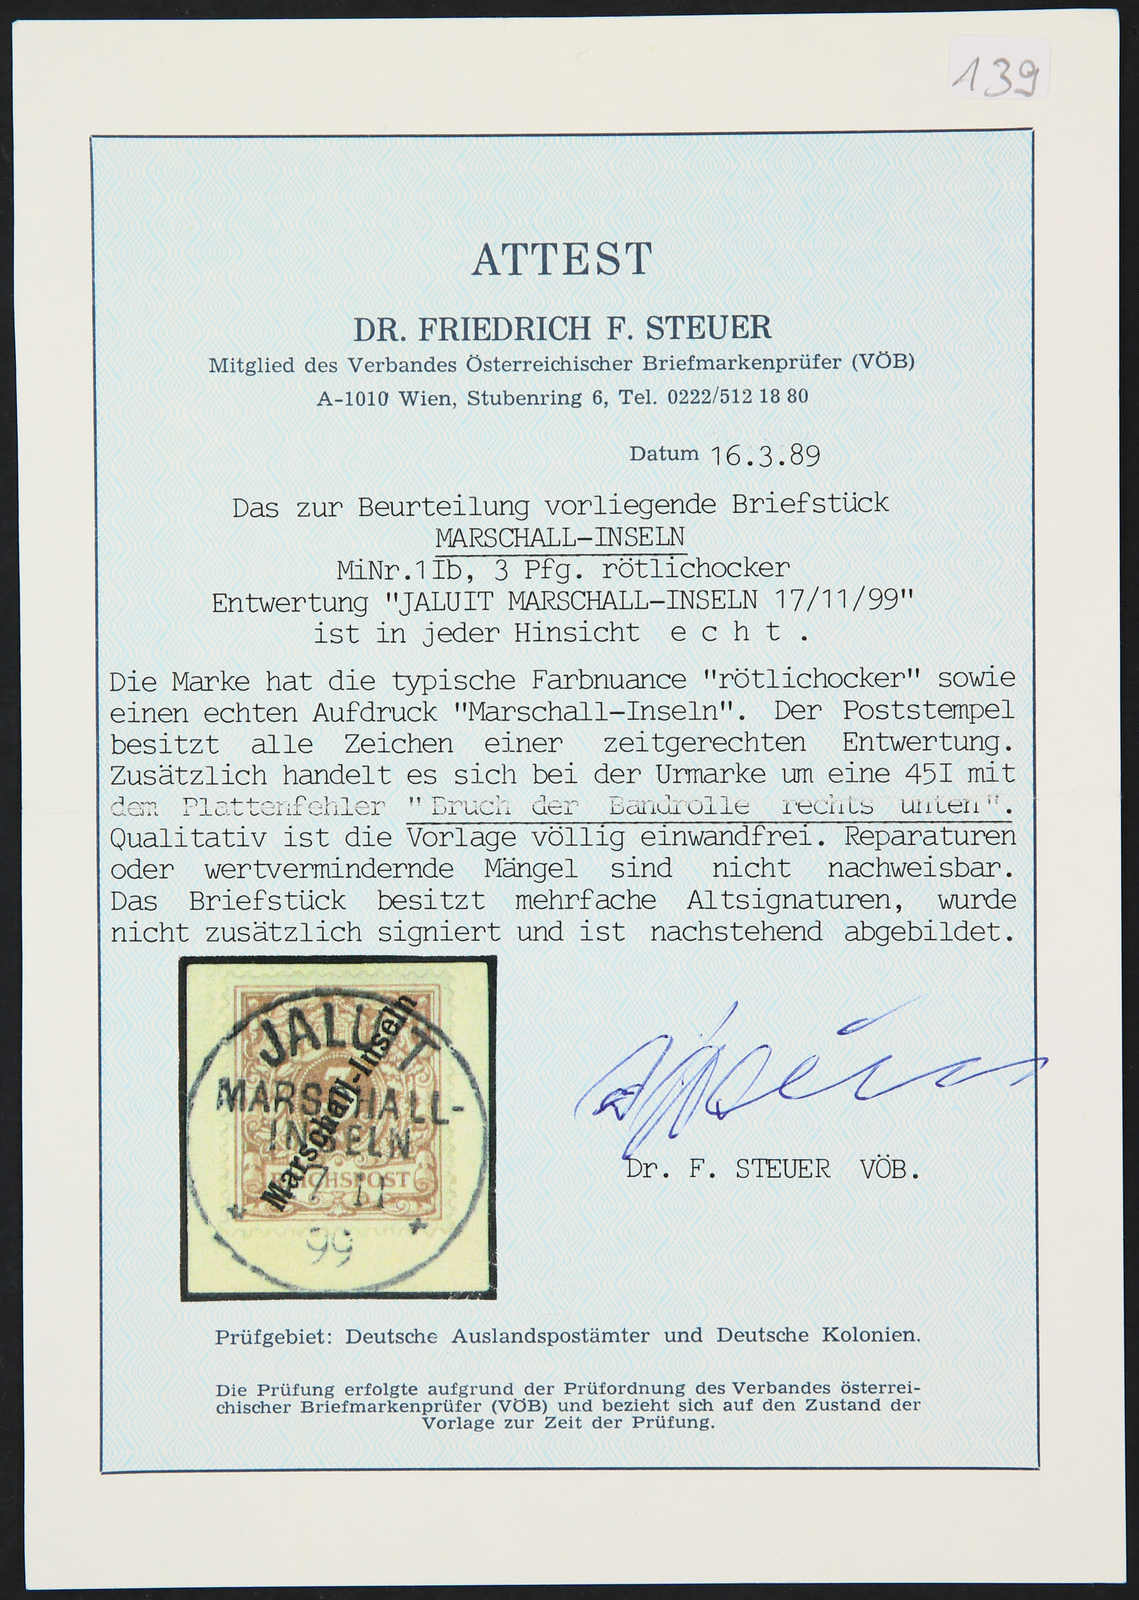 139
ATTEST
DR. FRIEDRICH F. STEUER
Mitglied des Verbandes Österreichischer Briefmarkenprüfer (VÖB)
A-1010 Wien, Stubenring 6, Tel. 0222/512 18 80
Datum 16.3.89
Das zur Beurteilung vorliegende Briefstück
MARSCHALL-INSELN
MiNr.1Ib, 3 Pfg. rötlichocker
Entwertung "JALUIT MARSCHALL-INSELN 17/11/99"
ist in jeder Hinsicht e c h t .
Die Marke hat die typische Farbnuance "rötlichocker" sowie
einen echten Aufdruck "Marschall-Inseln". Der Poststempel
besitzt alle Zeichen einer zeitgerechten Entwertung.
Zusätzlich handelt es sich bei der Urmarke um eine 45I mit
dem Plattenfehler "Bruch der Bandrolle rechts unten".
Qualitativ ist die Vorlage völlig einwandfrei. Reparaturen
oder wertvermindernde Mängel sind nicht nachweisbar.
Das Briefstück besitzt mehrfache Altsignaturen, wurde
nicht zusätzlich signiert und ist nachstehend abgebildet.
JALUIT
MARSCHALL-
INSELN
Marschall-Inseln
REICHSPOST
7 11
99
Dr. F. STEUER VÖB.
Prüfgebiet: Deutsche Auslandspostämter und Deutsche Kolonien.
Die Prüfung erfolgte aufgrund der Prüfordnung des Verbandes österrei-
chischer Briefmarkenprüfer (VÖB) und bezieht sich auf den Zustand der
Vorlage zur Zeit der Prüfung.